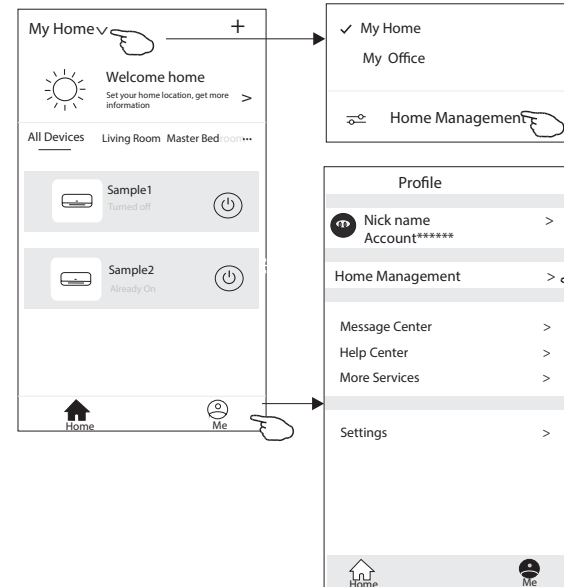 My Home
+
Welcome home
Set your home location, get more
information
>
All Devices Living Room Master Bedroom...
Sample1
Turned off
Sample2
Already On
Home
Me
My Home
My Office
Home Management
Profile
Nick name
Account******
>
Home Management
>
Message Center
>
Help Center
>
More Services
>
Settings
>
Home
Me